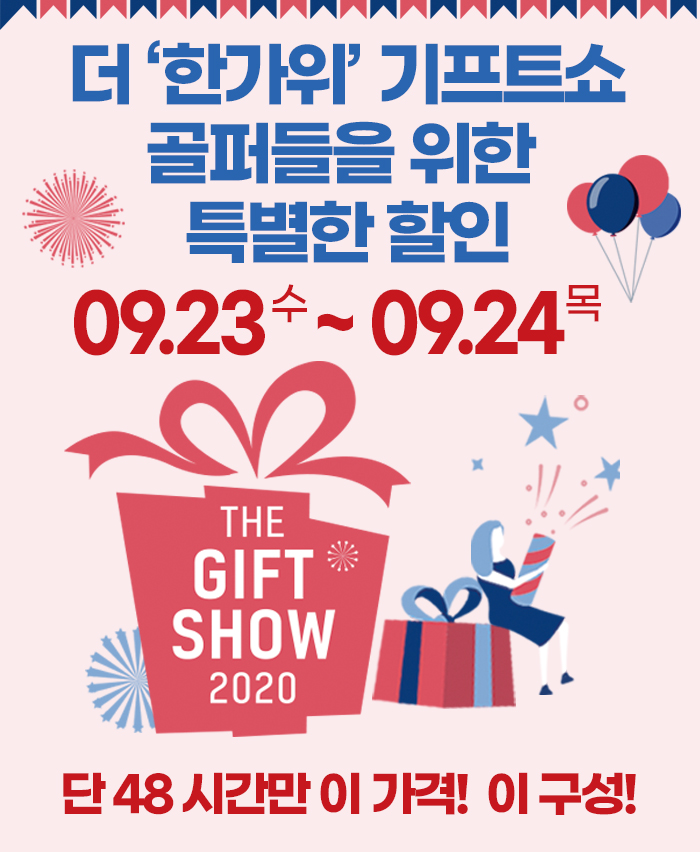 더 ‘한가위’ 기프트쇼
골퍼들을 위한
특별한 할인
09.23수 ~ 09.24목
THE
GIFT
SHOW
2020
단 48 시간만 이 가격! 이 구성!